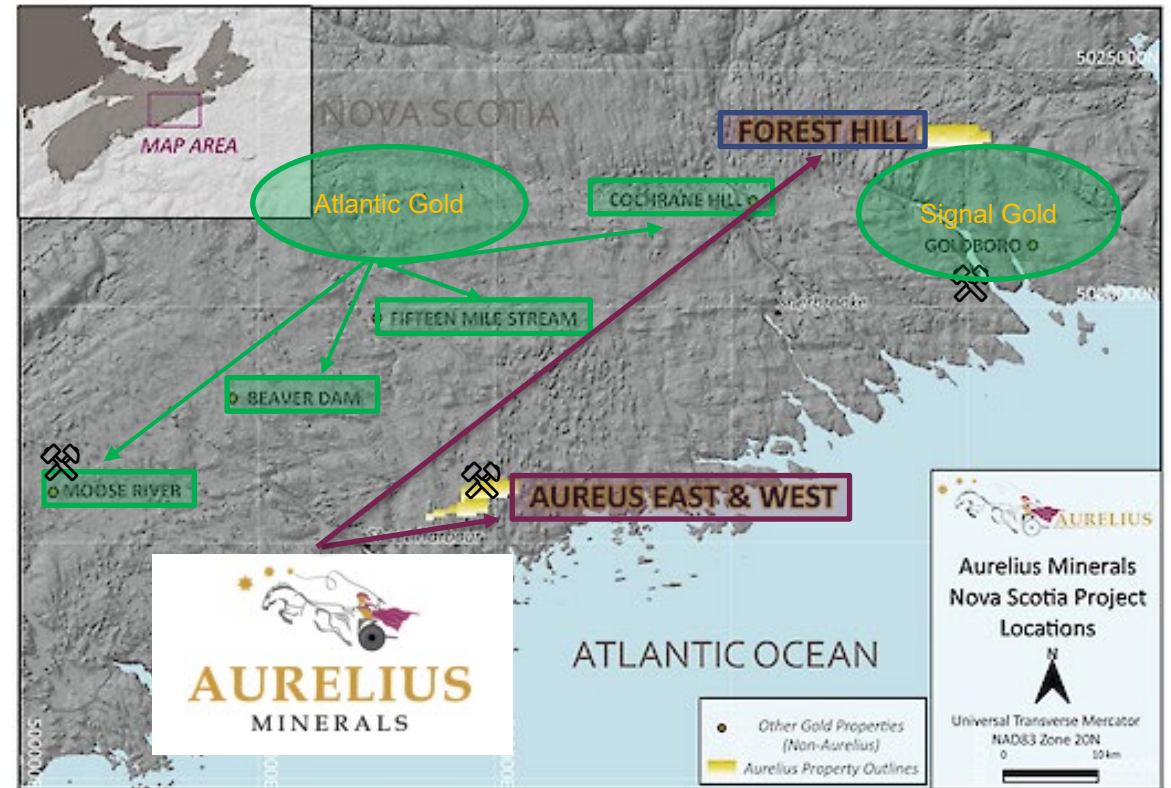 NOVA SCOTIA
MAP AREA
FOREST HILL
Atlantic Gold
COCHRANE HILL
Signal Gold
GOLDBORO
Sherbrooke
FIFTEEN MILE STREAM
BEAVER DAM
MOOSE RIVER
AUREUS EAST & WEST
AURELIUS
MINERALS
ATLANTIC OCEAN
Other Gold Properties
(Non-Aurelius)
Aurelius Property Outlines
AURELIUS
Aurelius Minerals
Nova Scotia Project
Locations
N
Universal Transverse Mercator
NAD83 Zone 20N
0 10 km
5025000N